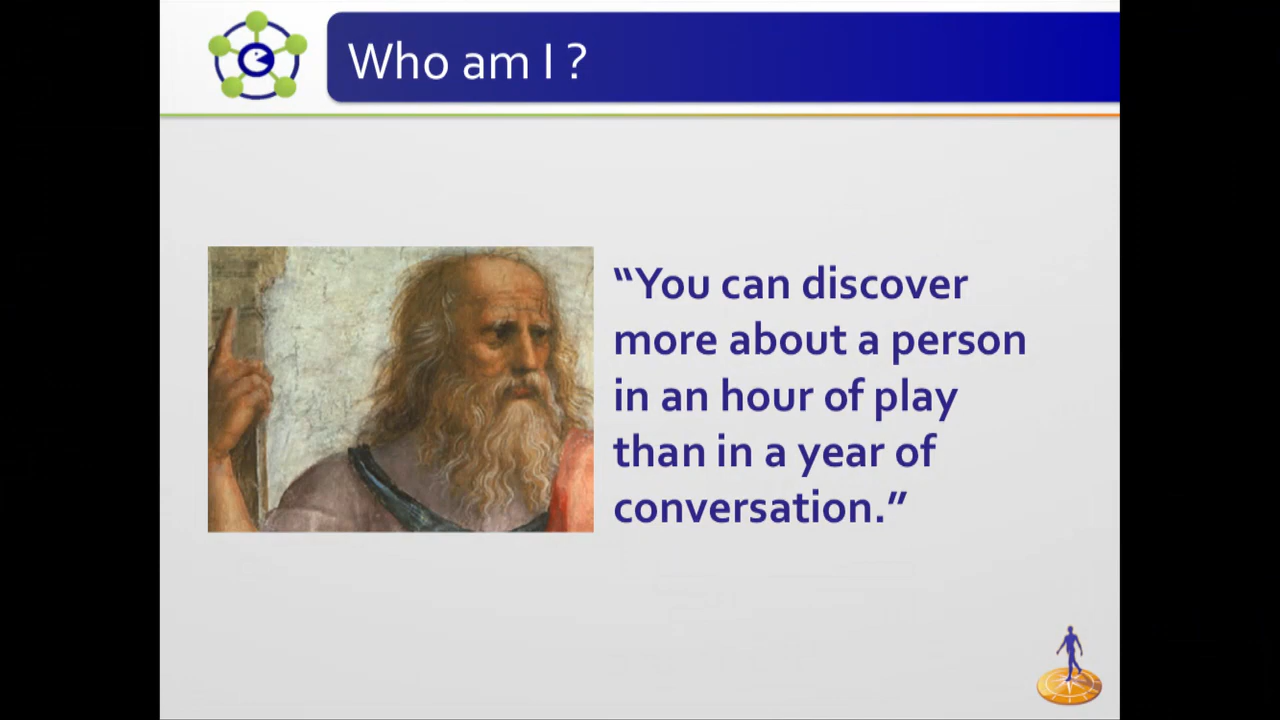 Who am I ?
“You can discover
more about a person
in an hour of play
than in a year of
conversation.”